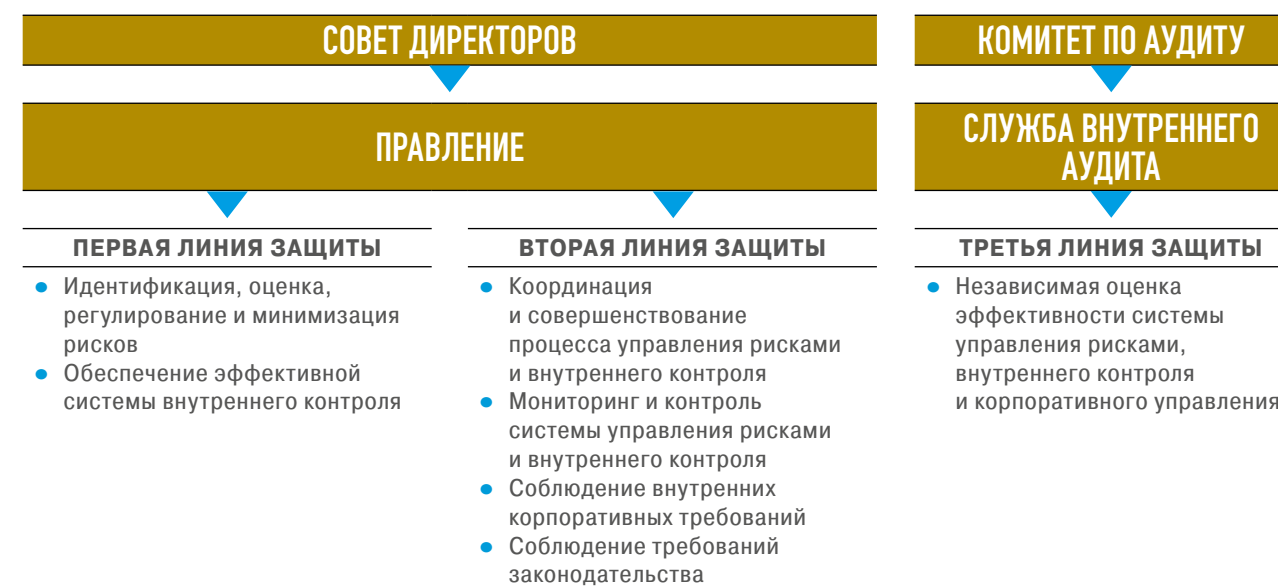 СОВЕТ ДИРЕКТОРОВ
ПРАВЛЕНИЕ
ПЕРВАЯ ЛИНИЯ ЗАЩИТЫ
• Идентификация, оценка,
регулирование и минимизация
рисков
• Обеспечение эффективной
системы внутреннего контроля
ВТОРАЯ ЛИНИЯ ЗАЩИТЫ
• Координация
и совершенствование
процесса управления рисками
и внутреннего контроля
• Мониторинг и контроль
системы управления рисками
и внутреннего контроля
• Соблюдение внутренних
корпоративных требований
• Соблюдение требований
законодательства
КОМИТЕТ ПО АУДИТУ
СЛУЖБА ВНУТРЕННЕГО
АУДИТА
ТРЕТЬЯ ЛИНИЯ ЗАЩИТЫ
• Независимая оценка
эффективности системы
управления рисками,
внутреннего контроля
и корпоративного управления